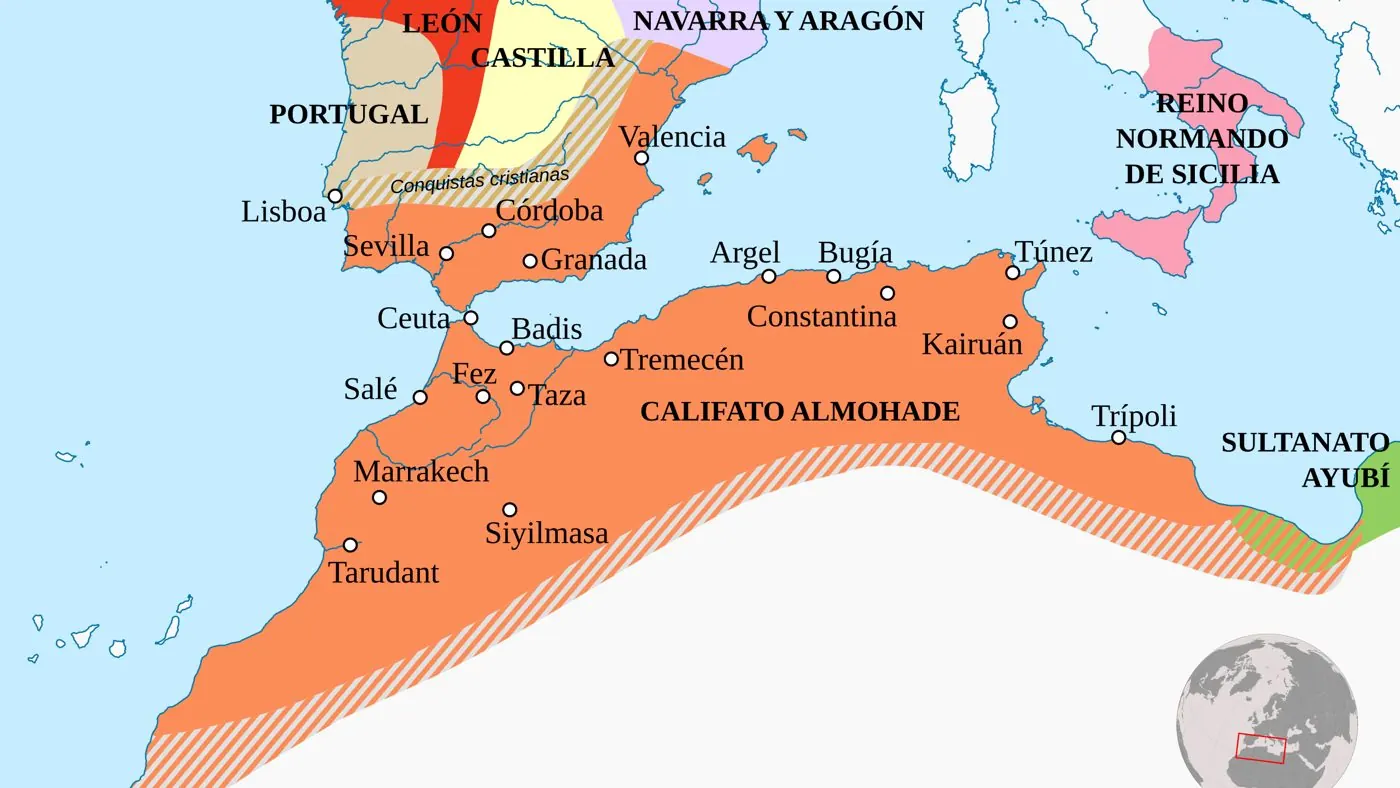 LEÓN
NAVARRA Y ARAGÓN
CASTILLA
PORTUGAL
REINO
NORMANDO
DE SICILIA
Valencia
Conquistas cristianas
Lisboa
Córdoba
Sevilla
Granada
Argel
Bugía
Túnez
Ceuta
Badis
Constantina
Kairuán
Tremecén
Fez
Salé
Taza
CALIFATO ALMOHADE
Trípoli
SULTANATO
AYUBÍ
Marrakech
Siyilmasa
Tarudant